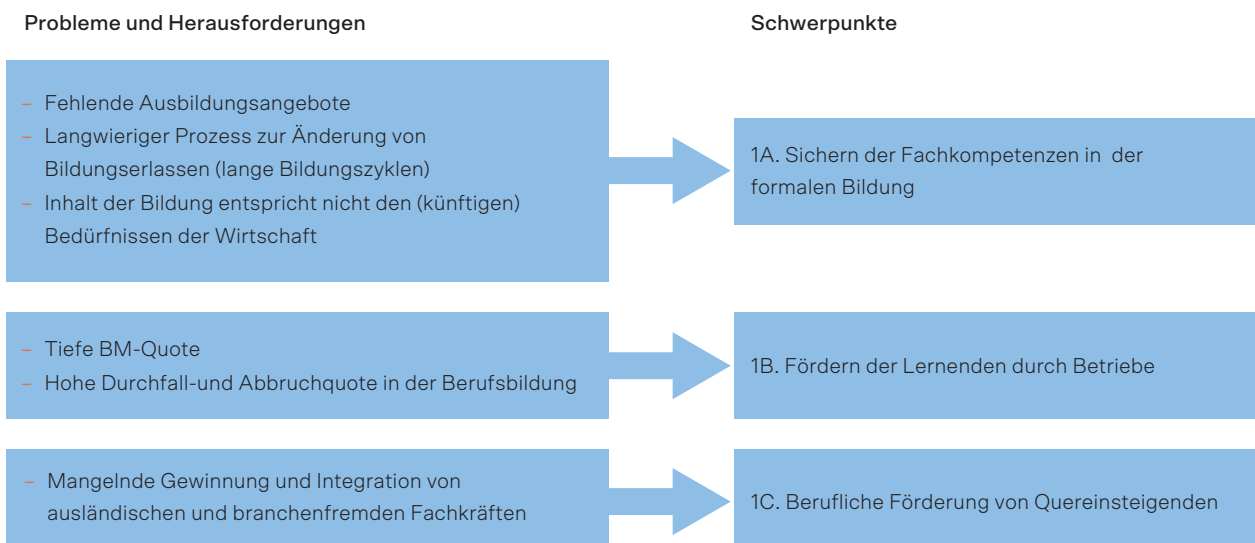 Probleme und Herausforderungen
Schwerpunkte
– Fehlende Ausbildungsangebote
– Langwieriger Prozess zur Änderung von
Bildungserlassen (lange Bildungszyklen)
– Inhalt der Bildung entspricht nicht den (künftigen)
Bedürfnissen der Wirtschaft
1A. Sichern der Fachkompetenzen in der
formalen Bildung
– Tiefe BM-Quote
– Hohe Durchfall-und Abbruchquote in der Berufsbildung
1B. Fördern der Lernenden durch Betriebe
– Mangelnde Gewinnung und Integration von
ausländischen und branchenfremden Fachkräften
1C. Berufliche Förderung von Quereinsteigenden